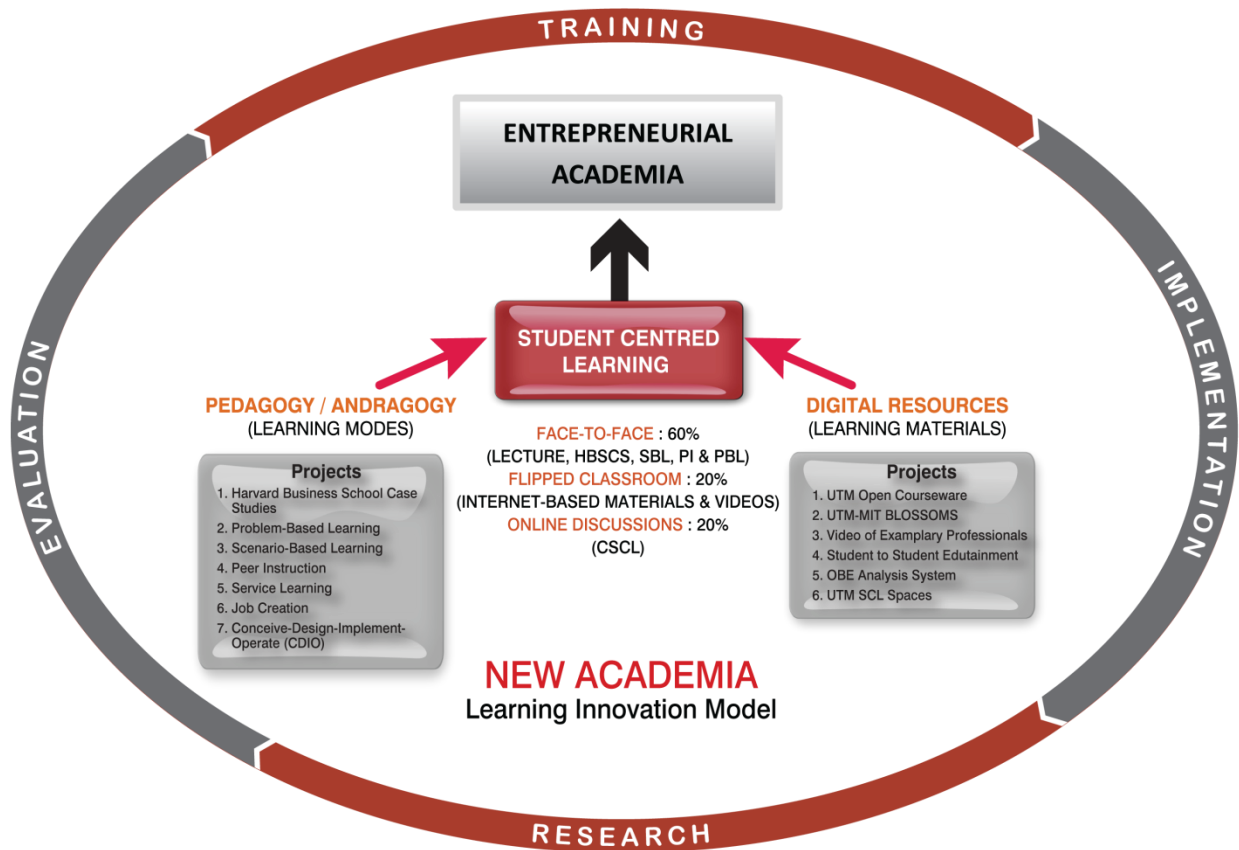 TRAINING
ENTREPRENEURIAL
ACADEMIA
IMPLEMENTATION
EVALUATION
STUDENT CENTRED
LEARNING
PEDAGOGY / ANDRAGOGY
(LEARNING MODES)
Projects
1. Harvard Business School Case
Studies
2. Problem-Based Learning
3. Scenario-Based Learning
4. Peer Instruction
5. Service Learning
6. Job Creation
7. Conceive-Design-Implement-
Operate (CDIO)
FACE-TO-FACE : 60%
(LECTURE, HBSCS, SBL, PI & PBL)
FLIPPED CLASSROOM : 20%
(INTERNET-BASED MATERIALS & VIDEOS)
ONLINE DISCUSSIONS : 20%
(CSCL)
DIGITAL RESOURCES
(LEARNING MATERIALS)
Projects
1. UTM Open Courseware
2. UTM-MIT BLOSSOMS
3. Video of Examplary Professionals
4. Student to Student Edutainment
5. OBE Analysis System
6. UTM SCL Spaces
NEW ACADEMIA
Learning Innovation Model
RESEARCH